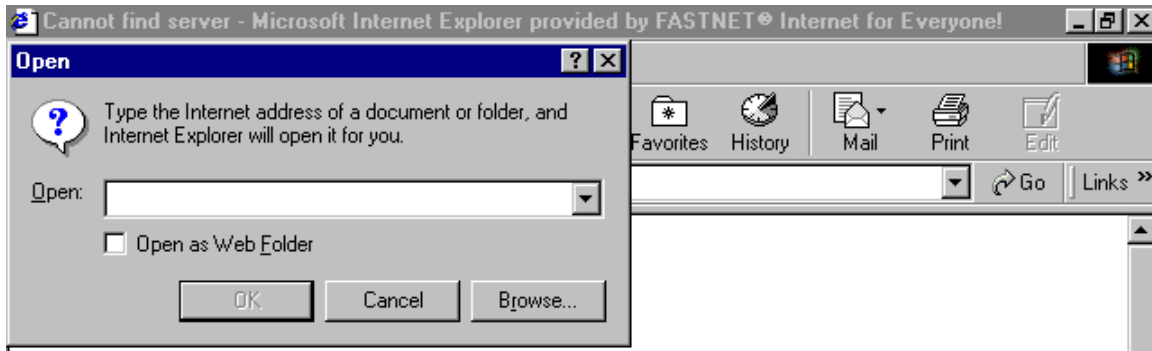 Cannot find server - Microsoft Internet Explorer provided by FASTNET® Internet for Everyone!
Open
Type the Internet address of a document or folder, and
Internet Explorer will open it for you.
Open:
Open as Web Folder
OK
Cancel
Browse...
Favorites
History
Mail
Print
Edit
Go
Links »